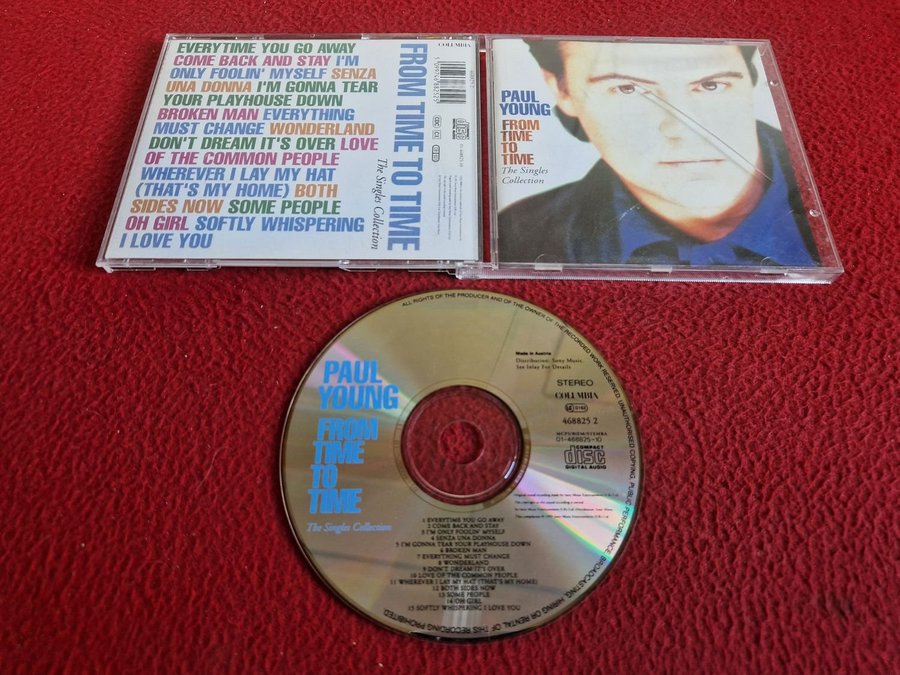 EVERYTIME YOU GO AWAY
COME BACK AND STAY I'M
ONLY FOOLIN' MYSELF SENZA
UNA DONNA I'M GONNA TEAR
YOUR PLAYHOUSE DOWN
BROKEN MAN EVERYTHING
MUST CHANGE WONDERLAND
DON'T DREAM IT'S OVER LOVE
OF THE COMMON PEOPLE
WHEREVER I LAY MY HAT
(THAT'S MY HOME) BOTH
SIDES NOW SOME PEOPLE
OH GIRL SOFTLY WHISPERING
I LOVE YOU
FROM TIME TO TIME
The Singles Collection
COLUMBIA
PAUL
YOUNG
FROM
TIME
TO
TIME
The Singles
Collection
ALL RIGHTS OF THE PRODUCER AND OF THE OWNER OF THE RECORDED WORK RESERVED. UNAUTHORISED COPYING, PUBLIC PERFORMANCE, BROADCASTING, HIRING OR RENTAL OF THIS RECORDING PROHIBITED
PAUL
YOUNG
FROM
TIME
TO
TIME
The Singles Collection
Made in Austria
Distribution: Sony Music.
See Inlay For Details
STEREO
COLUMBIA
468825 2
MCPS/BIEM/STEMRA
01-468825-10
COMPACT
disc
DIGITAL AUDIO
1 EVERYTIME YOU GO AWAY
2 COME BACK AND STAY
3 I'M ONLY FOOLIN' MYSELF
4 SENZA UNA DONNA
5 I'M GONNA TEAR YOUR PLAYHOUSE DOWN
6 BROKEN MAN
7 EVERYTHING MUST CHANGE
8 WONDERLAND
9 DON'T DREAM IT'S OVER
10 LOVE OF THE COMMON PEOPLE
11 WHEREVER I LAY MY HAT (THAT'S MY HOME)
12 BOTH SIDES NOW
13 SOME PEOPLE
14 OH GIRL
15 SOFTLY WHISPERING I LOVE YOU